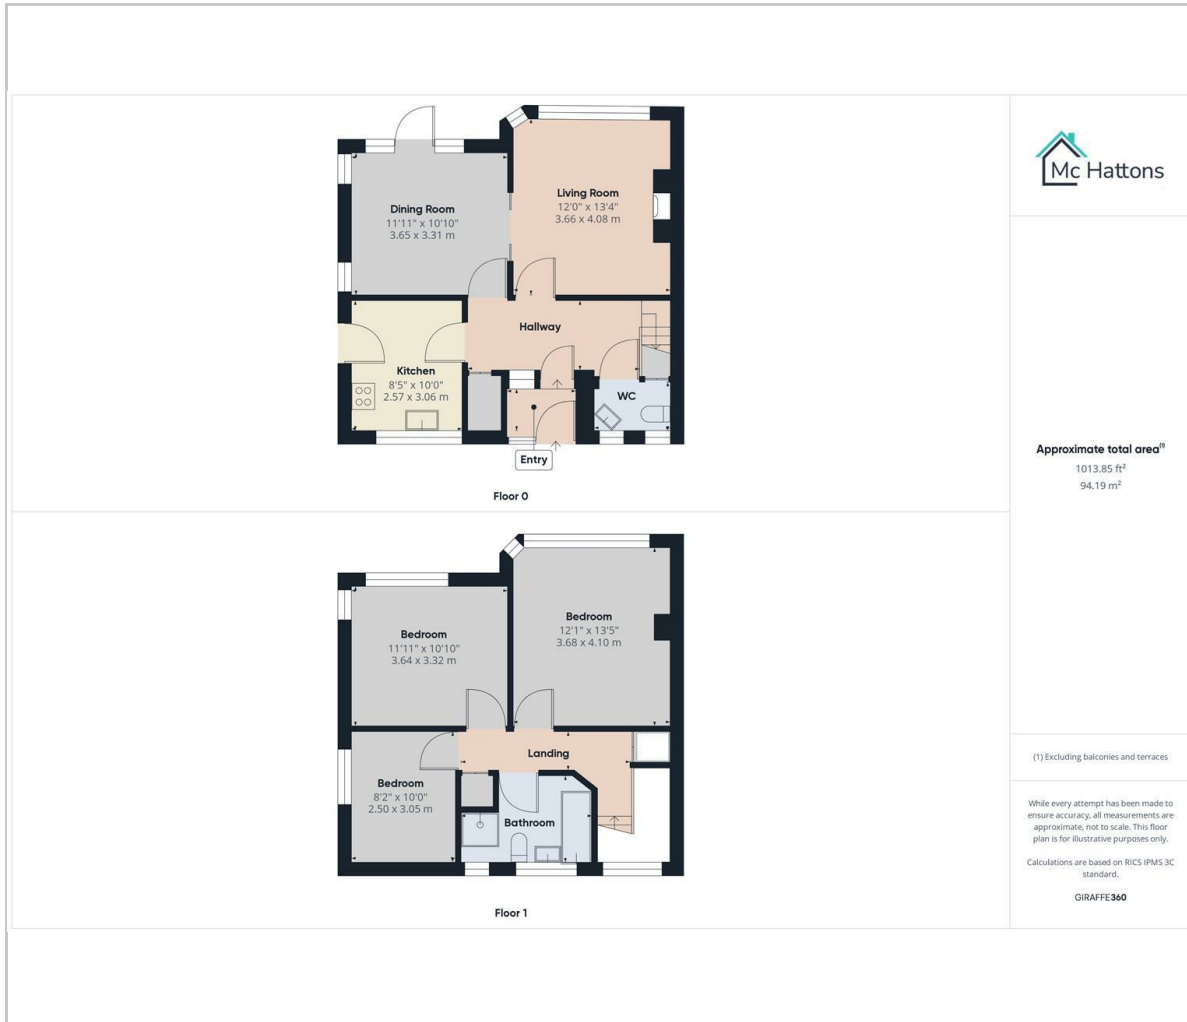 Dining Room
11'11" x 10'10"
3.65 x 3.31 m
Living Room
12'0" x 13'4"
3.66 x 4.08 m
Hallway
Kitchen
8'5" x 10'0"
2.57 x 3.06 m
WC
Entry
Floor 0
Bedroom
11'11" x 10'10"
3.64 x 3.32 m
Bedroom
12'1" x 13'5"
3.68 x 4.10 m
Landing
Bedroom
8'2" x 10'0"
2.50 x 3.05 m
Bathroom
Floor 1
Mc Hattons
Approximate total area⁽¹⁾
1013.85 ft²
94.19 m²
(1) Excluding balconies and terraces
While every attempt has been made to
ensure accuracy, all measurements are
approximate, not to scale. This floor
plan is for illustrative purposes only.
Calculations are based on RICS IPMS 3C
standard.
GIRAFFE360